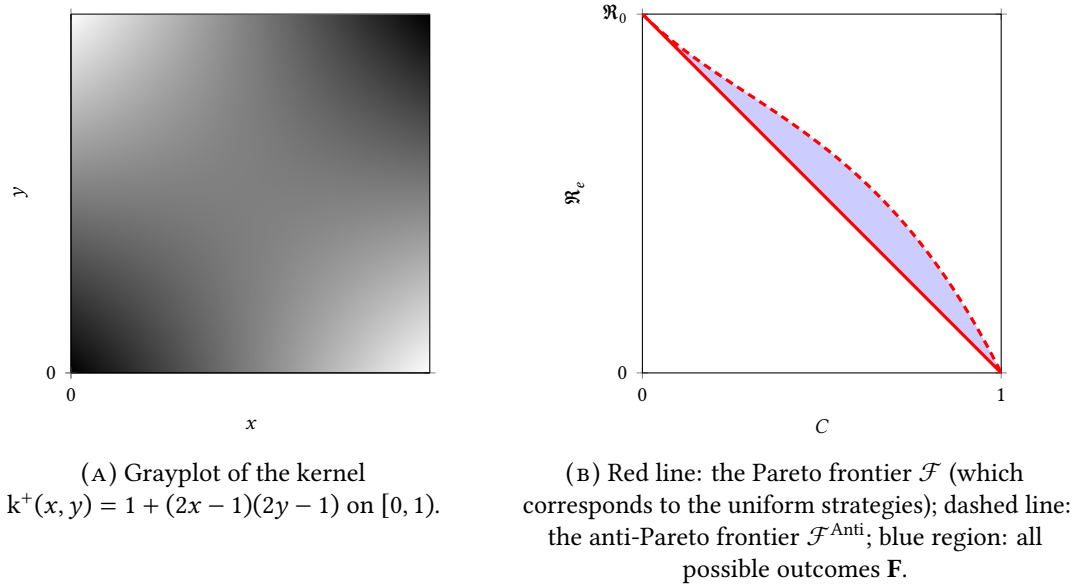 y
0
0
x
(A) Grayplot of the kernel
k⁺(x, y) = 1 + (2x − 1)(2y − 1) on [0, 1).
ℜ₀
ℜₑ
0
0
1
C
(B) Red line: the Pareto frontier ℱ (which
corresponds to the uniform strategies); dashed line:
the anti-Pareto frontier ℱᴬⁿᵗⁱ; blue region: all
possible outcomes F.